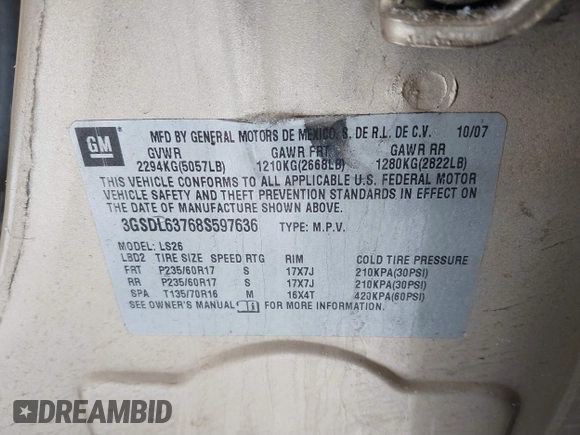 GM
MFD BY GENERAL MOTORS DE MEXICO, S. DE R.L. DE C.V. 10/07
GVWR GAWR FRT GAWR RR
2294KG(5057LB) 1210KG(2668LB) 1280KG(2822LB)
THIS VEHICLE CONFORMS TO ALL APPLICABLE U.S. FEDERAL MOTOR
VEHICLE SAFETY AND THEFT PREVENTION STANDARDS IN EFFECT ON
THE DATE OF MANUFACTURE SHOWN ABOVE.
3GSDL63768S597636 TYPE: M.P.V.
MODEL: LS26
LBD2 TIRE SIZE SPEED RTG RIM COLD TIRE PRESSURE
FRT P235/60R17 S 17X7J 210KPA(30PSI)
RR P235/60R17 S 17X7J 210KPA(30PSI)
SPA T135/70R16 M 16X4T 420KPA(60PSI)
SEE OWNER'S MANUAL FOR MORE INFORMATION.
DREAMBID